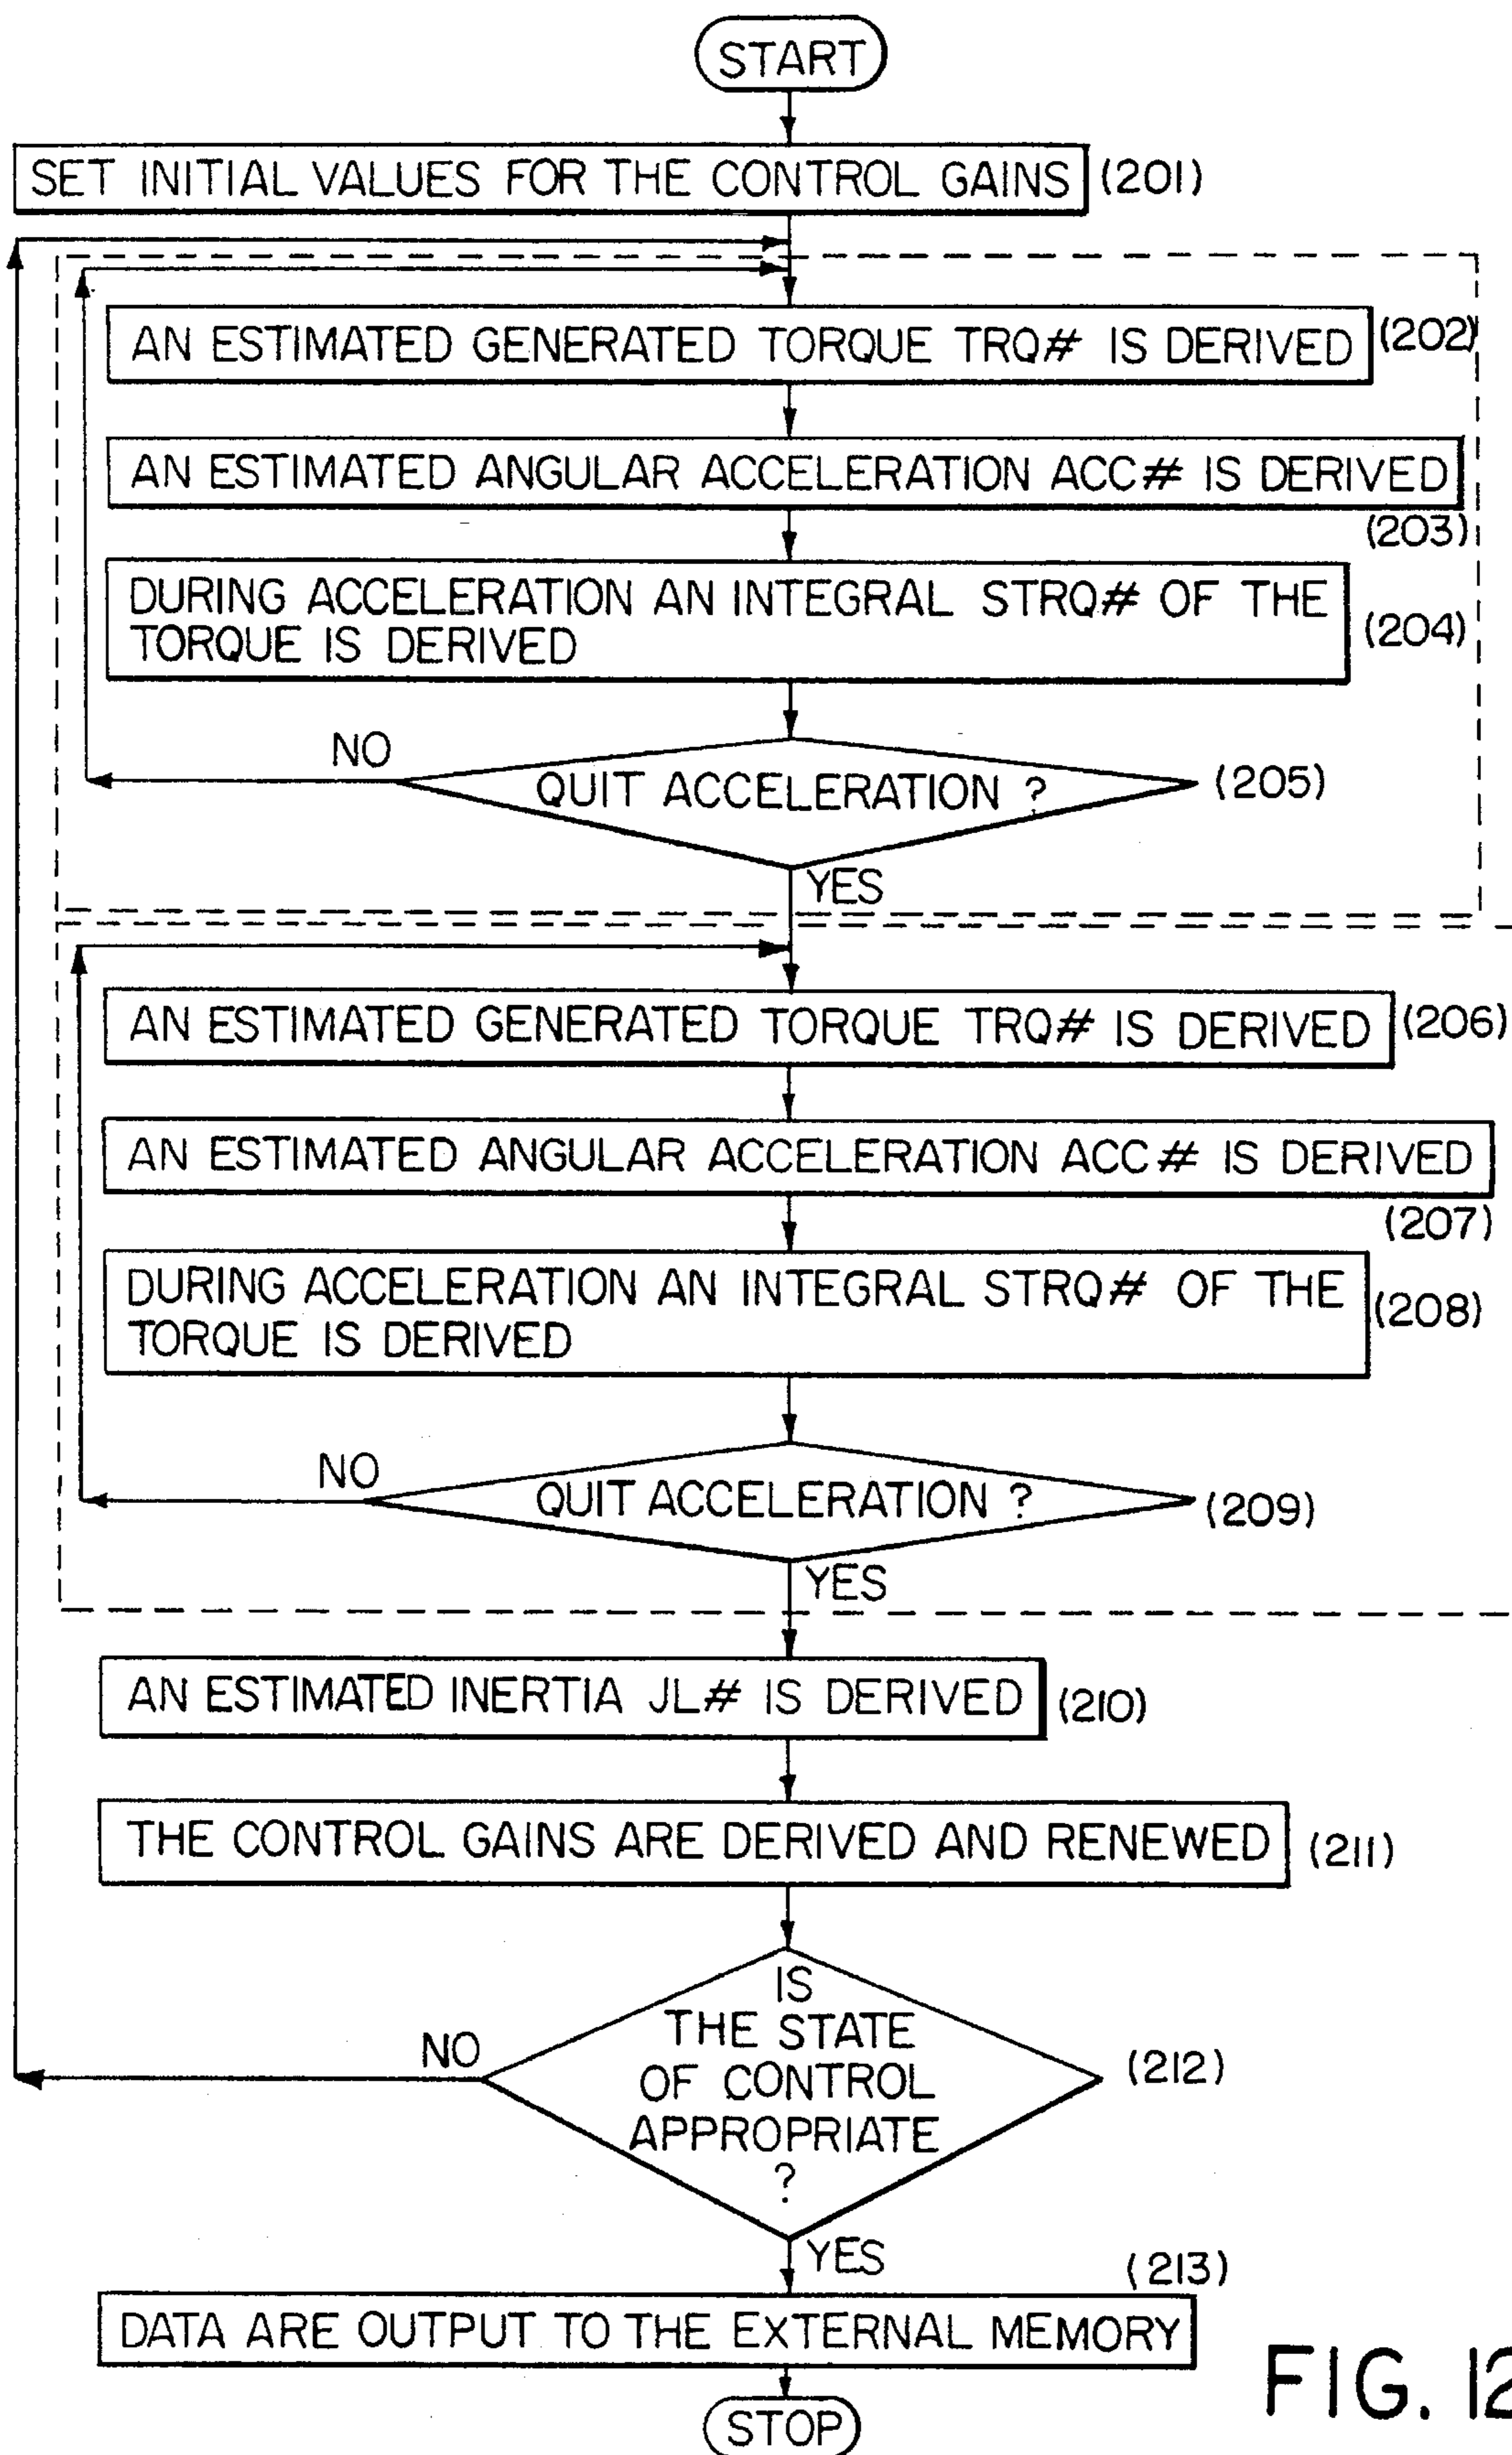 START
SET INITIAL VALUES FOR THE CONTROL GAINS (201)
AN ESTIMATED GENERATED TORQUE TRQ# IS DERIVED (202)
AN ESTIMATED ANGULAR ACCELERATION ACC# IS DERIVED
(203)
DURING ACCELERATION AN INTEGRAL STRQ# OF THE
TORQUE IS DERIVED
(204)
NO
QUIT ACCELERATION ? (205)
YES
AN ESTIMATED GENERATED TORQUE TRQ# IS DERIVED (206)
AN ESTIMATED ANGULAR ACCELERATION ACC# IS DERIVED
(207)
DURING ACCELERATION AN INTEGRAL STRQ# OF THE
TORQUE IS DERIVED
(208)
NO
QUIT ACCELERATION ? (209)
YES
AN ESTIMATED INERTIA JL# IS DERIVED (210)
THE CONTROL GAINS ARE DERIVED AND RENEWED (211)
IS
THE STATE
OF CONTROL
APPROPRIATE
?
NO
(212)
YES
(213)
DATA ARE OUTPUT TO THE EXTERNAL MEMORY
STOP
FIG. 12